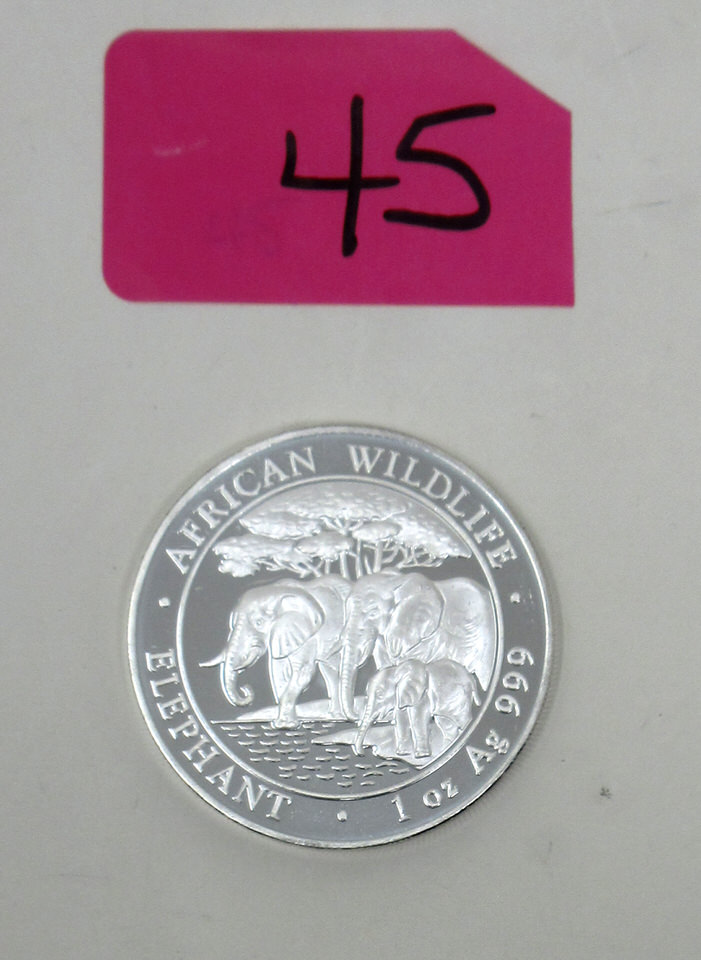 45
AFRICAN WILDLIFE
ELEPHANT
1 oz Ag 999